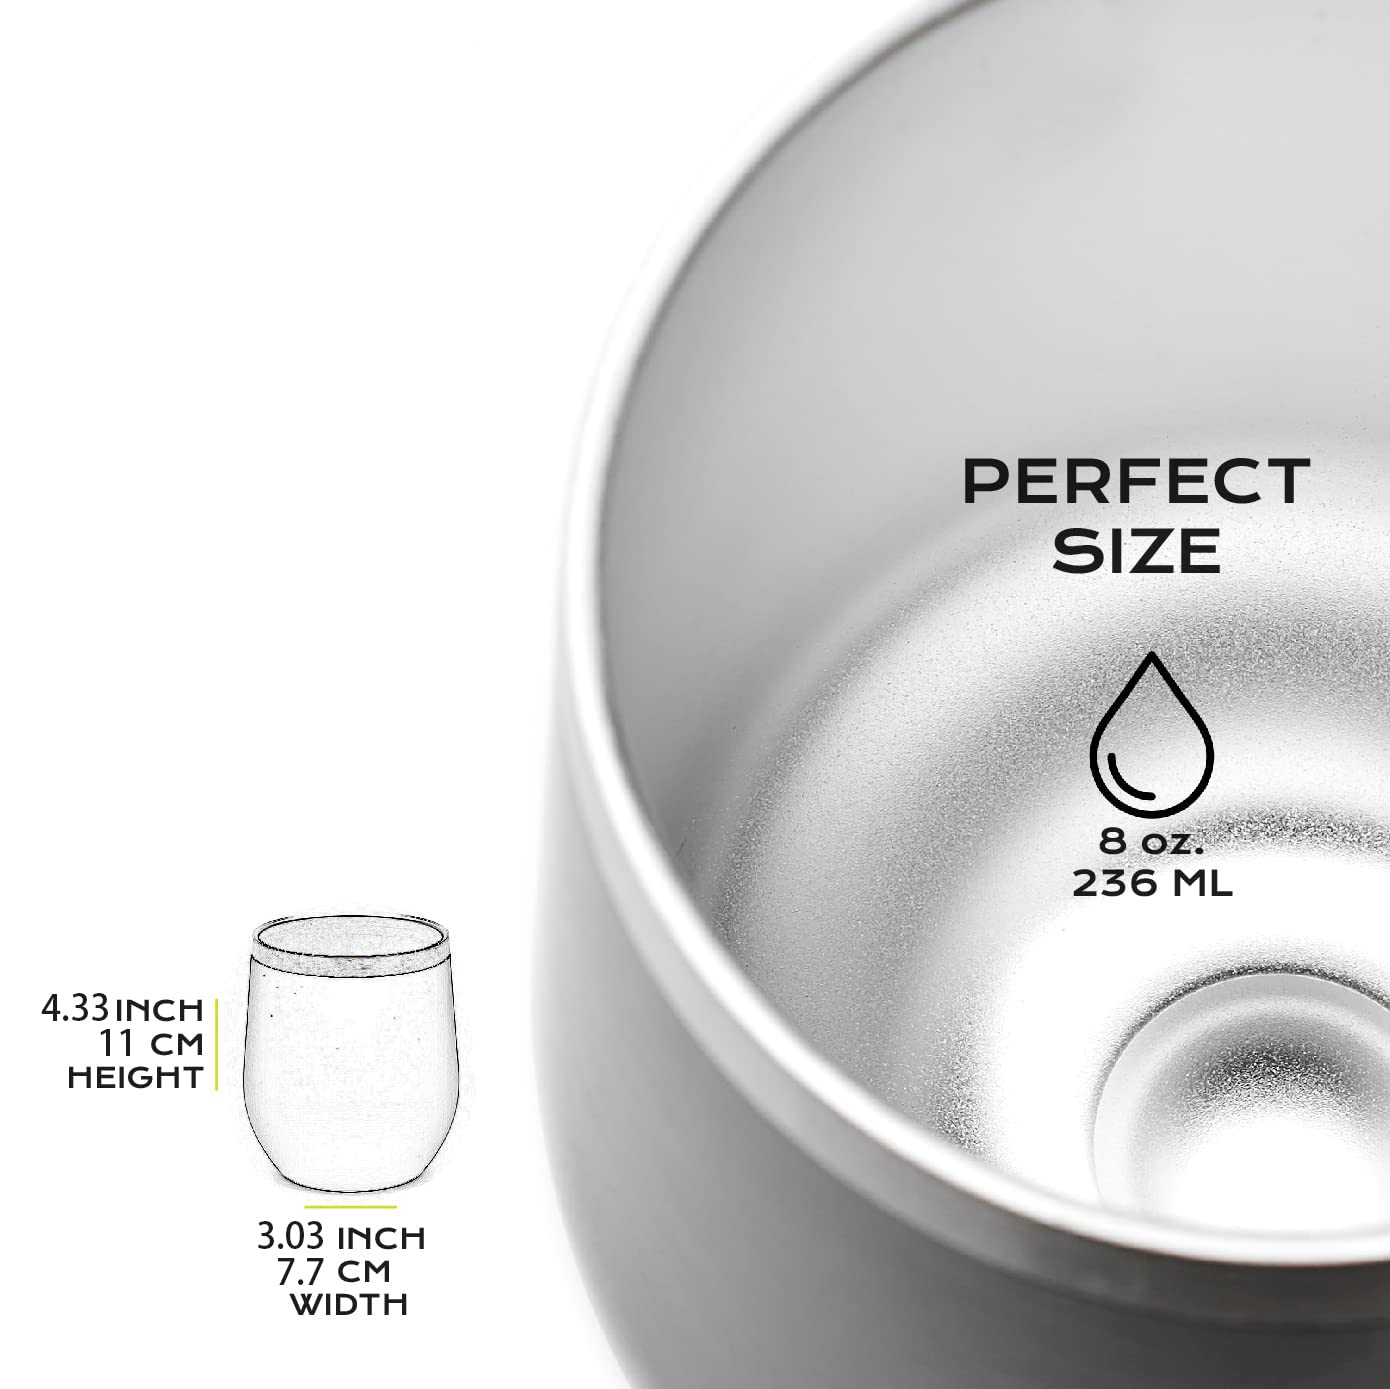 PERFECT
SIZE
8 oz.
236 ML
4.33 INCH
11 CM
HEIGHT
3.03 INCH
7.7 CM
WIDTH